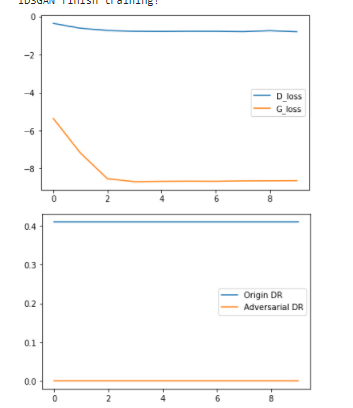 IDSGAN finish training!
0
−2
−4
−6
−8
D_loss
G_loss
0 2 4 6 8
0.4
0.3
0.2
0.1
0.0
Origin DR
Adversarial DR
0 2 4 6 8